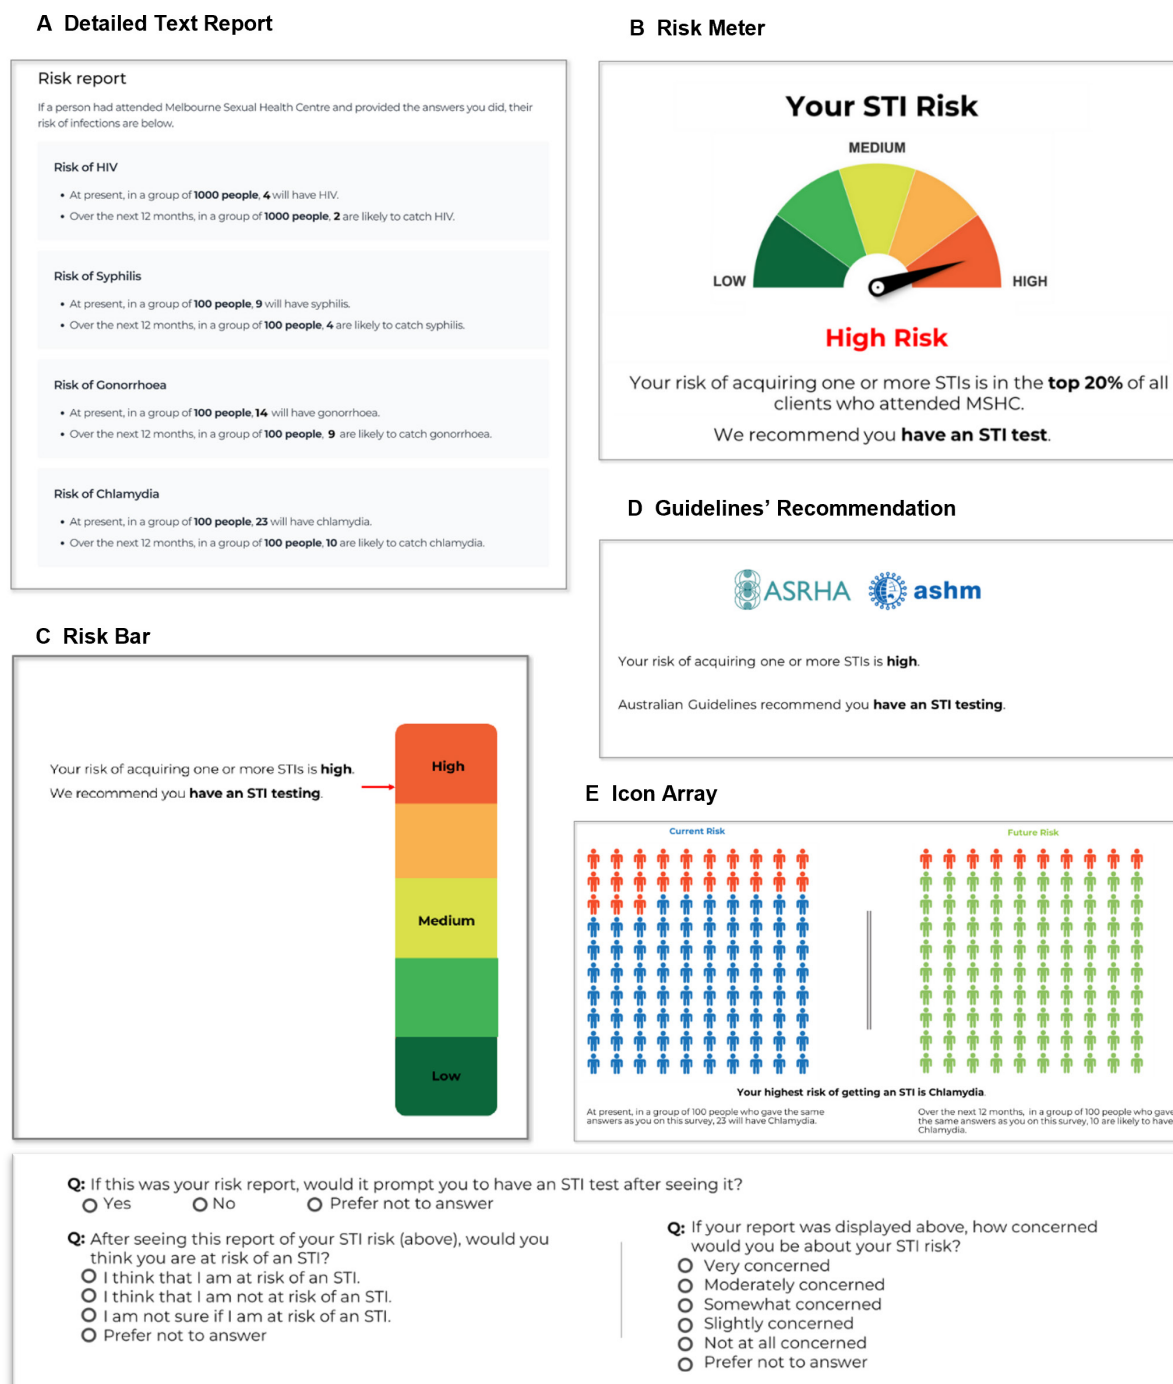 A Detailed Text Report
Risk report
If a person had attended Melbourne Sexual Health Centre and provided the answers you did, their
risk of infections are below.
Risk of HIV
• At present, in a group of 1000 people, 4 will have HIV.
• Over the next 12 months, in a group of 1000 people, 2 are likely to catch HIV.
Risk of Syphilis
• At present, in a group of 100 people, 9 will have syphilis.
• Over the next 12 months, in a group of 100 people, 4 are likely to catch syphilis.
Risk of Gonorrhoea
• At present, in a group of 100 people, 14 will have gonorrhoea.
• Over the next 12 months, in a group of 100 people, 9 are likely to catch gonorrhoea.
Risk of Chlamydia
• At present, in a group of 100 people, 23 will have chlamydia.
• Over the next 12 months, in a group of 100 people, 10 are likely to catch chlamydia.
B Risk Meter
Your STI Risk
MEDIUM
LOW
HIGH
High Risk
Your risk of acquiring one or more STIs is in the top 20% of all
clients who attended MSHC.
We recommend you have an STI test.
C Risk Bar
Your risk of acquiring one or more STIs is high.
We recommend you have an STI testing.
High
Medium
Low
D Guidelines' Recommendation
ASRHA ashm
Your risk of acquiring one or more STIs is high.
Australian Guidelines recommend you have an STI testing.
E Icon Array
Current Risk
Future Risk
Your highest risk of getting an STI is Chlamydia.
At present, in a group of 100 people who gave the same
answers as you on this survey, 23 will have Chlamydia.
Over the next 12 months, in a group of 100 people who gave
the same answers as you on this survey, 10 are likely to have
Chlamydia.
Q: If this was your risk report, would it prompt you to have an STI test after seeing it?
Yes No Prefer not to answer
Q: After seeing this report of your STI risk (above), would you
think you are at risk of an STI?
I think that I am at risk of an STI.
I think that I am not at risk of an STI.
I am not sure if I am at risk of an STI.
Prefer not to answer
Q: If your report was displayed above, how concerned
would you be about your STI risk?
Very concerned
Moderately concerned
Somewhat concerned
Slightly concerned
Not at all concerned
Prefer not to answer